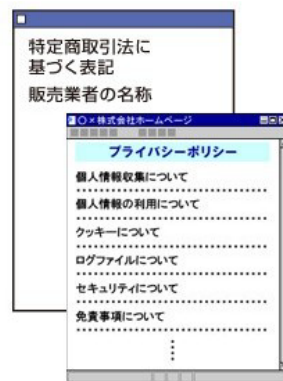 特定商取引法に
基づく表記
販売業者の名称
○×株式会社ホームページ
プライバシーポリシー
個人情報収集について
個人情報の利用について
クッキーについて
ログファイルについて
セキュリティについて
免責事項について